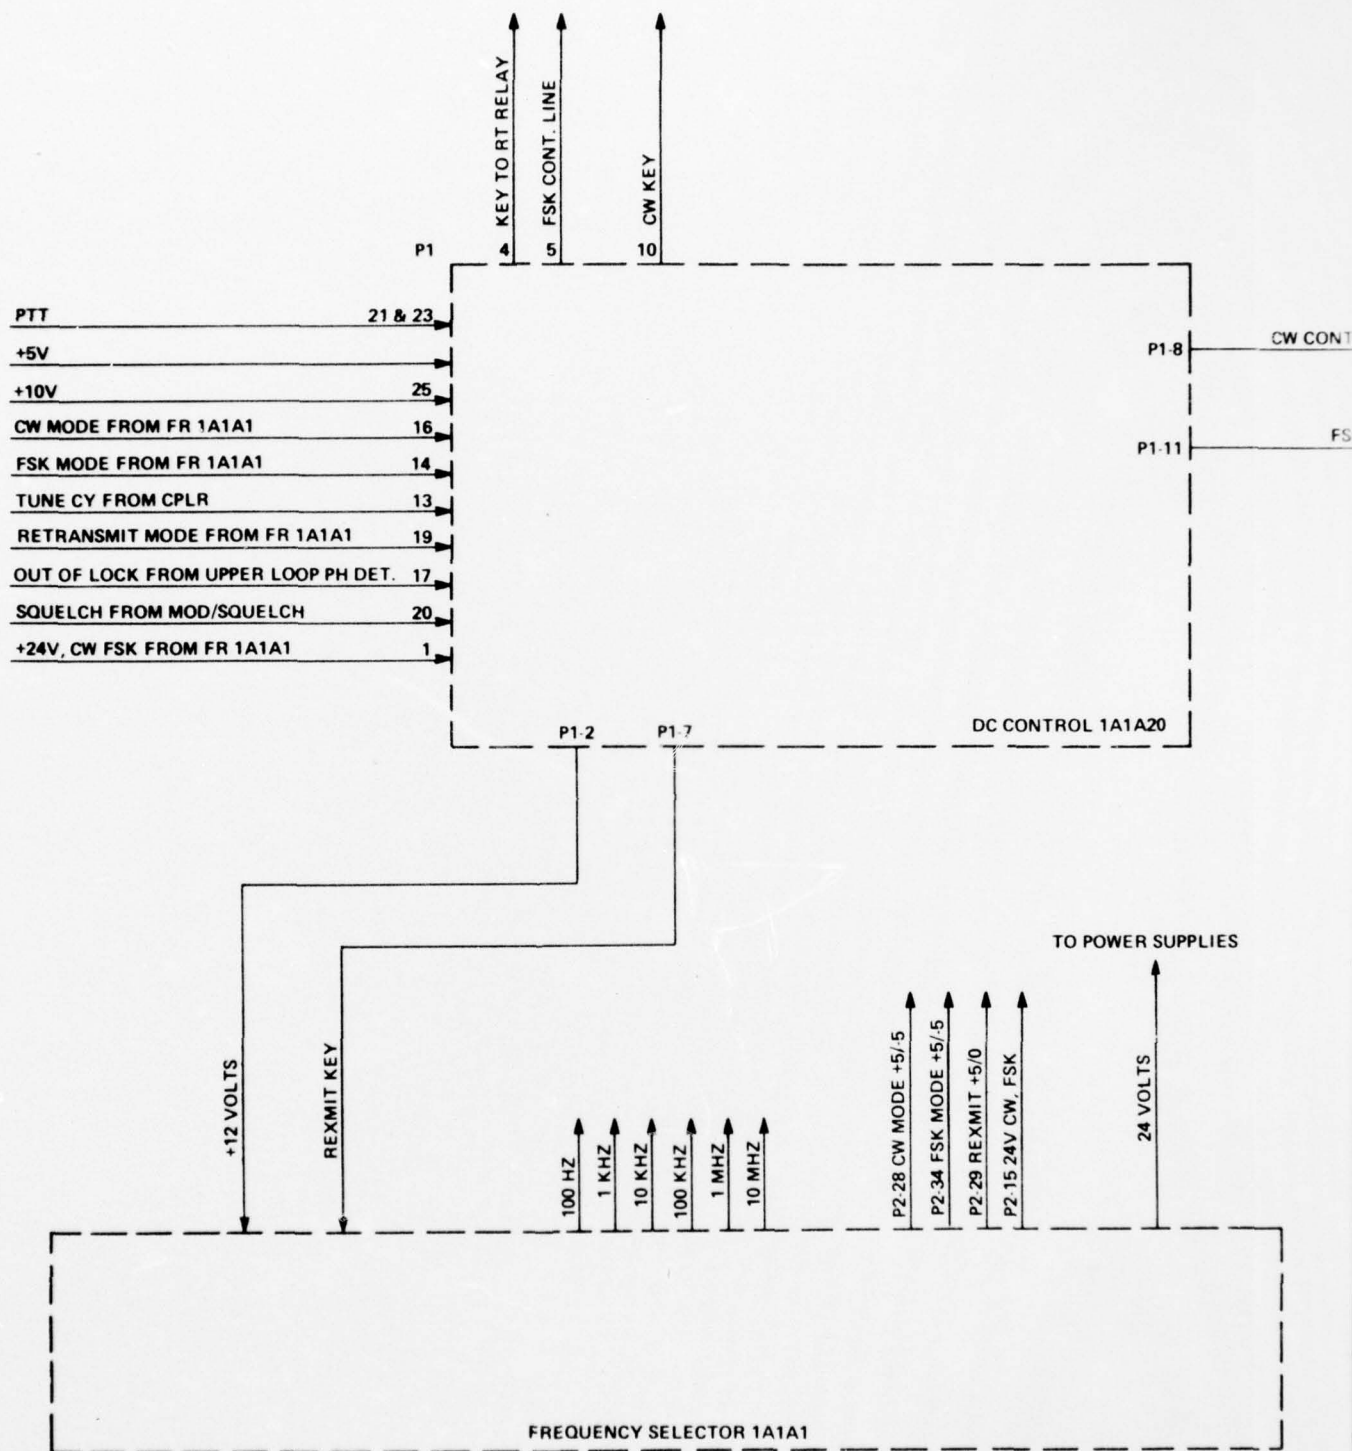 KEY TO RT RELAY
FSK CONT. LINE
CW KEY
P1
4
5
10
PTT 21 & 23
+5V
+10V 25
CW MODE FROM FR 1A1A1 16
FSK MODE FROM FR 1A1A1 14
TUNE CY FROM CPLR 13
RETRANSMIT MODE FROM FR 1A1A1 19
OUT OF LOCK FROM UPPER LOOP PH DET. 17
SQUELCH FROM MOD/SQUELCH 20
+24V, CW FSK FROM FR 1A1A1 1
P1-8
CW CONT
P1-11
FS
P1-2
P1-7
DC CONTROL 1A1A20
TO POWER SUPPLIES
+12 VOLTS
REXMIT KEY
100 HZ
1 KHZ
10 KHZ
100 KHZ
1 MHZ
10 MHZ
P2-28 CW MODE +5/-5
P2-34 FSK MODE +5/-5
P2-29 REXMIT +5/0
P2-15 24V CW, FSK
24 VOLTS
FREQUENCY SELECTOR 1A1A1